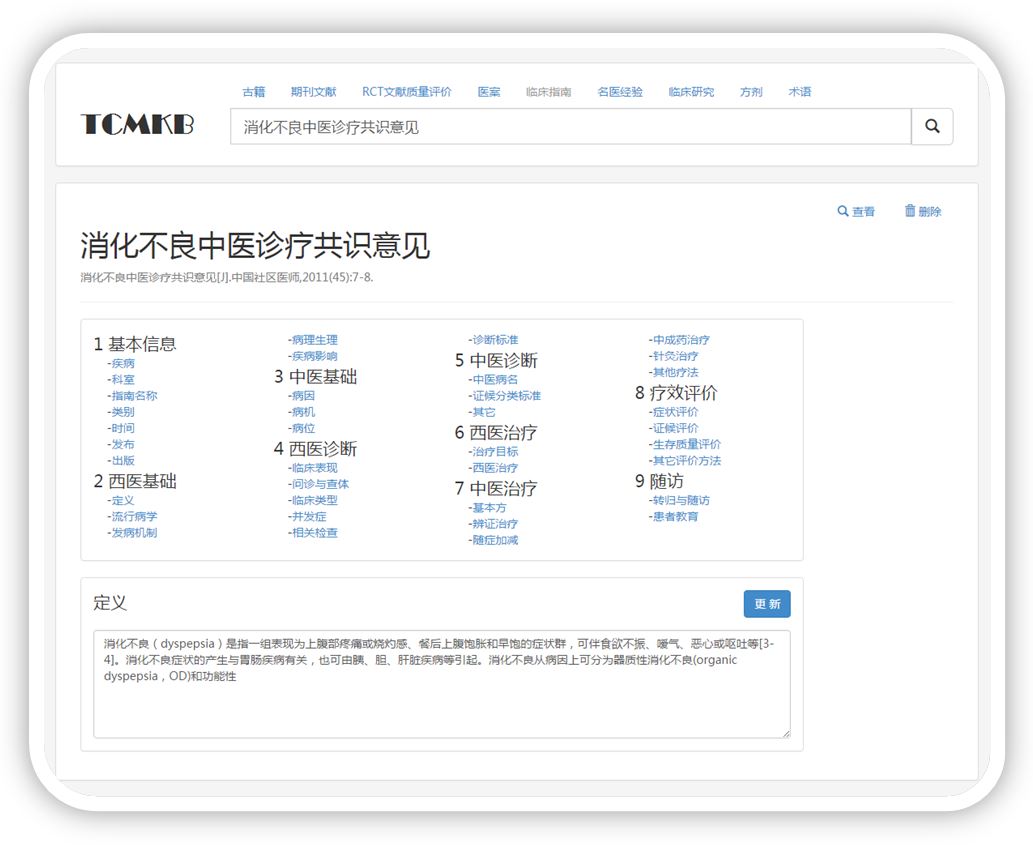 古籍 期刊文献 RCT文献质量评价 医案 临床指南 名医经验 临床研究 方剂 术语
TCMKB
消化不良中医诊疗共识意见
查看 删除
消化不良中医诊疗共识意见
消化不良中医诊疗共识意见[J].中国社区医师,2011(45):7-8.
1 基本信息
-疾病
-科室
-指南名称
-类别
-时间
-发布
-出版
2 西医基础
-定义
-流行病学
-发病机制
-病理生理
-疾病影响
3 中医基础
-病因
-病机
-病位
4 西医诊断
-临床表现
-问诊与查体
-临床类型
-并发症
-相关检查
-诊断标准
5 中医诊断
-中医病名
-证候分类标准
-其它
6 西医治疗
-治疗目标
-西医治疗
7 中医治疗
-基本方
-辨证治疗
-随症加减
-中成药治疗
-针灸治疗
-其他疗法
8 疗效评价
-症状评价
-证候评价
-生存质量评价
-其它评价方法
9 随访
-转归与随访
-患者教育
定义
更 新
消化不良（dyspepsia）是指一组表现为上腹部疼痛或烧灼感、餐后上腹饱胀和早饱的症状群，可伴食欲不振、嗳气、恶心或呕吐等[3-
4]。消化不良症状的产生与胃肠疾病有关，也可由胰、胆、肝脏疾病等引起。消化不良从病因上可分为器质性消化不良(organic
dyspepsia，OD)和功能性